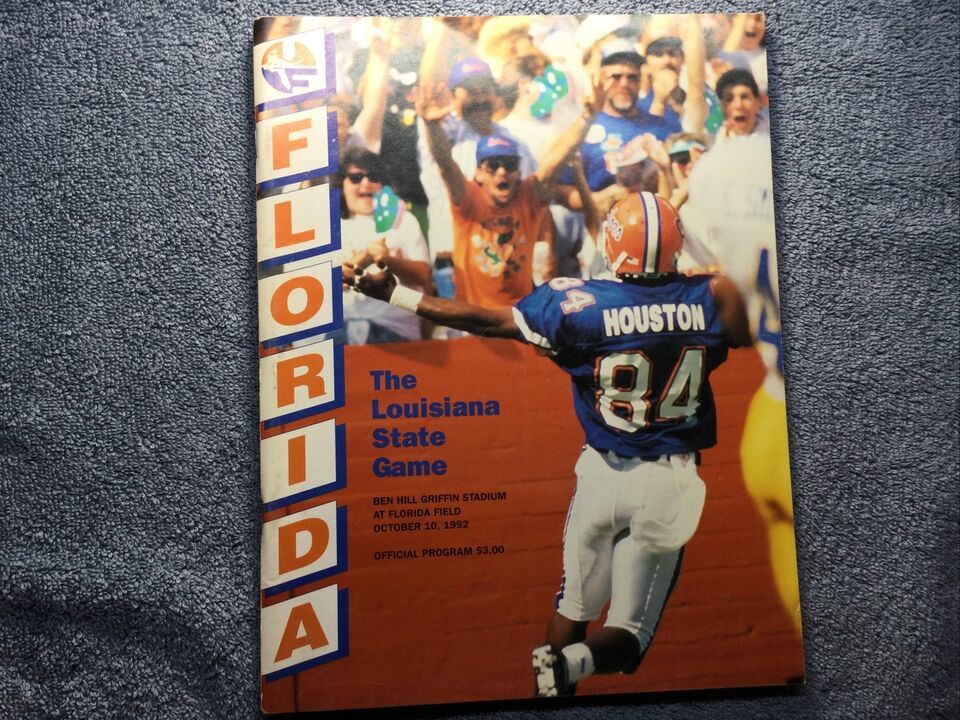 UF
FLORIDA
84
HOUSTON
84
The
Louisiana
State
Game
BEN HILL GRIFFIN STADIUM
AT FLORIDA FIELD
OCTOBER 10, 1992
OFFICIAL PROGRAM $3.00